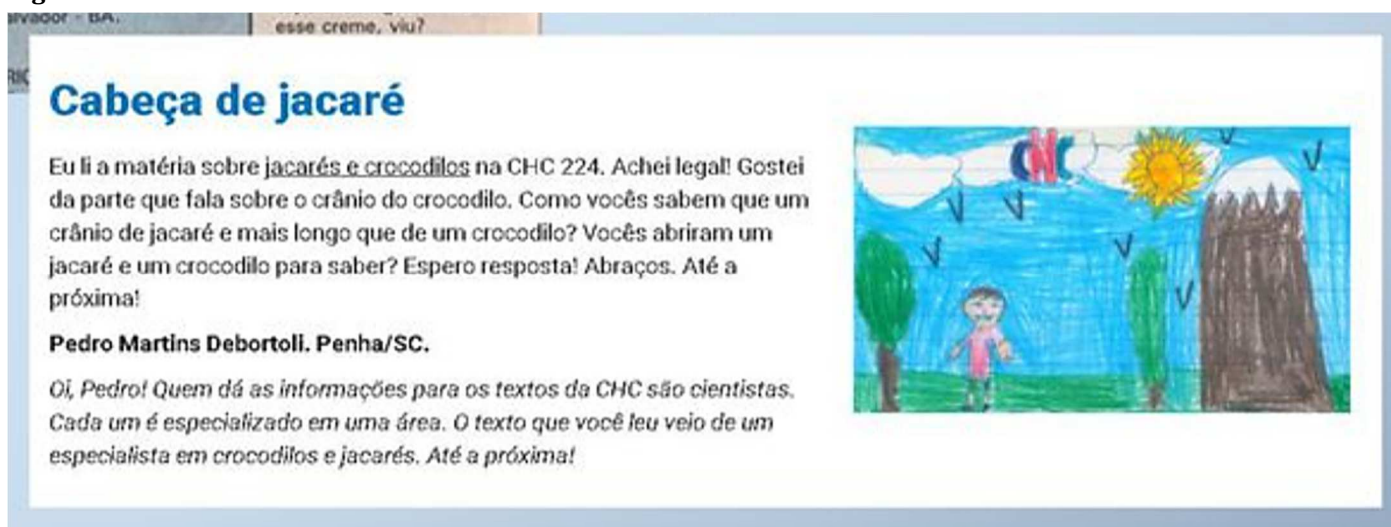 esse creme, viu?
Cabeça de jacaré
Eu li a matéria sobre jacarés e crocodilos na CHC 224. Achei legal! Gostei
da parte que fala sobre o crânio do crocodilo. Como vocês sabem que um
crânio de jacaré e mais longo que de um crocodilo? Vocês abriram um
jacaré e um crocodilo para saber? Espero resposta! Abraços. Até a
próxima!
CHC
Pedro Martins Debortoli. Penha/SC.
Oi, Pedro! Quem dá as informações para os textos da CHC são cientistas.
Cada um é especializado em uma área. O texto que você leu veio de um
especialista em crocodilos e jacarés. Até a próxima!